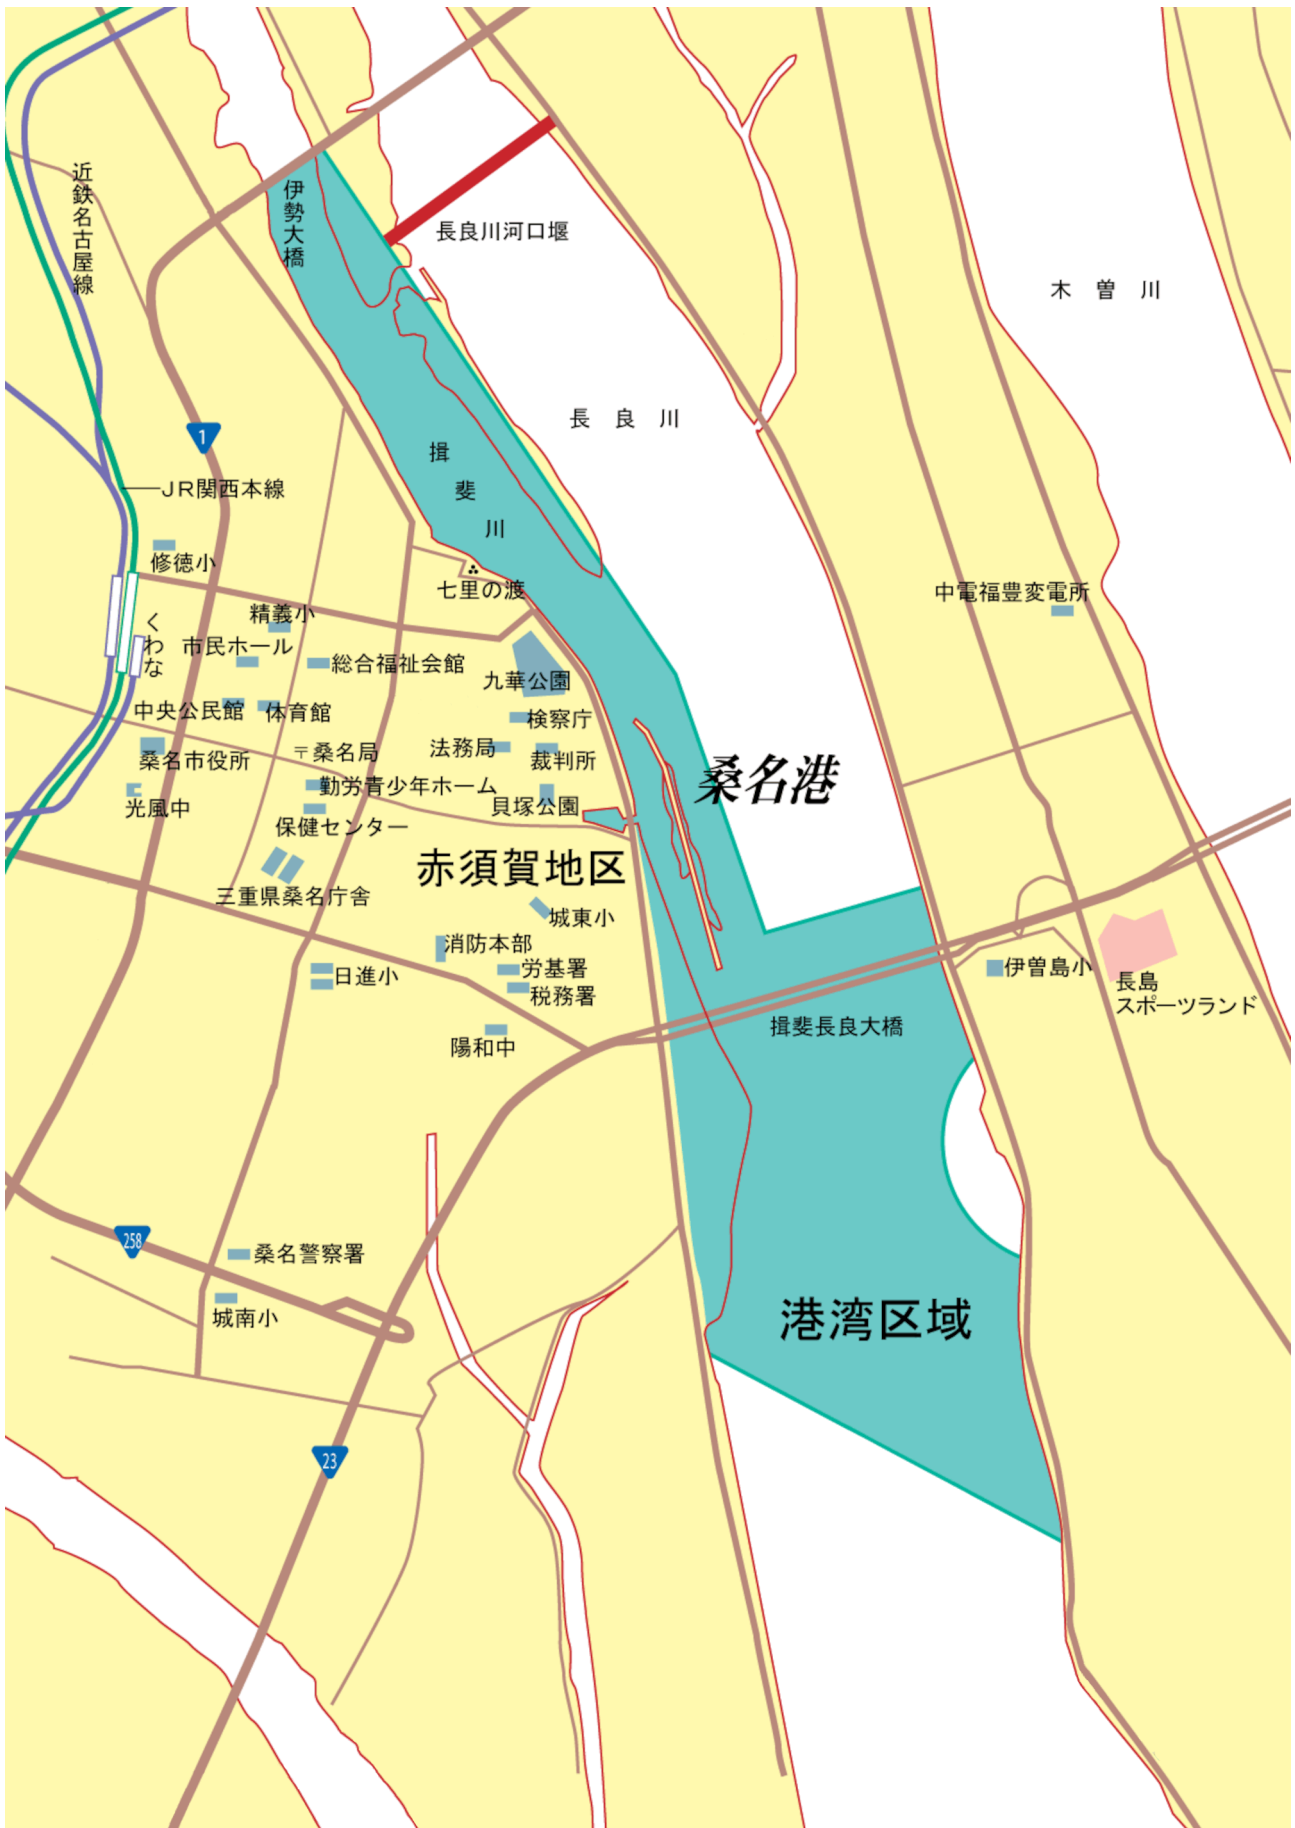 近鉄名古屋線
伊勢大橋
長良川河口堰
木曽川
長良川
1
揖斐川
JR関西本線
修徳小
七里の渡
中電福豊変電所
精義小
くわな
市民ホール
総合福祉会館
九華公園
中央公民館
体育館
検察庁
桑名市役所
〒桑名局
法務局
裁判所
桑名港
勤労青少年ホーム
光風中
貝塚公園
保健センター
赤須賀地区
三重県桑名庁舎
城東小
消防本部
日進小
労基署
税務署
伊曽島小
長島
スポーツランド
揖斐長良大橋
陽和中
258
桑名警察署
城南小
港湾区域
23